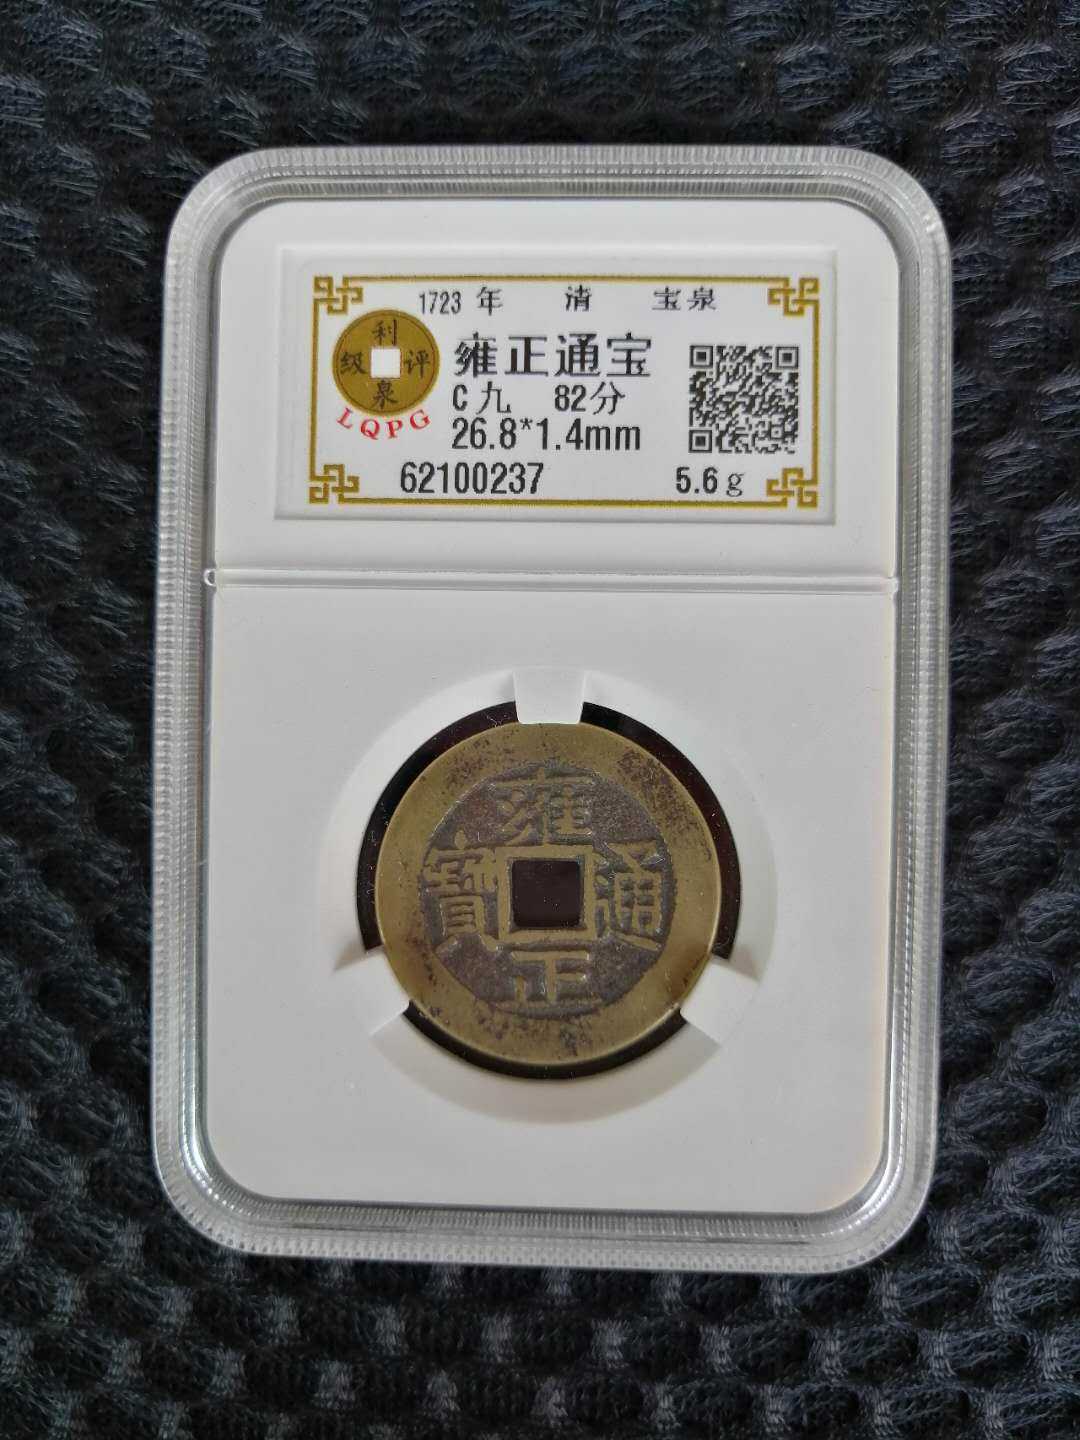 1723 年 清 宝泉
利泉评级
LQPG
雍正通宝
C 九 82分
26.8*1.4mm
62100237 5.6g
雍正通寶